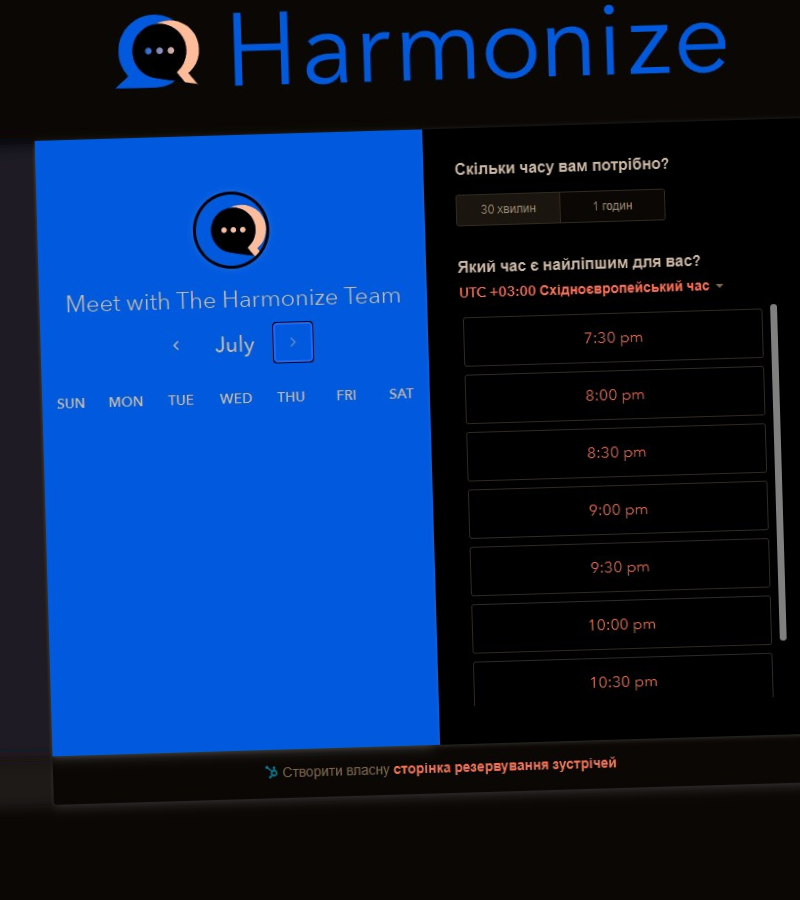 Harmonize
Meet with The Harmonize Team
July
SUN MON TUE WED THU FRI SAT
Скільки часу вам потрібно?
30 хвилин 1 годин
Який час є найліпшим для вас?
UTC +03:00 Східноєвропейський час
7:30 pm
8:00 pm
8:30 pm
9:00 pm
9:30 pm
10:00 pm
10:30 pm
Створити власну сторінка резервування зустрічей